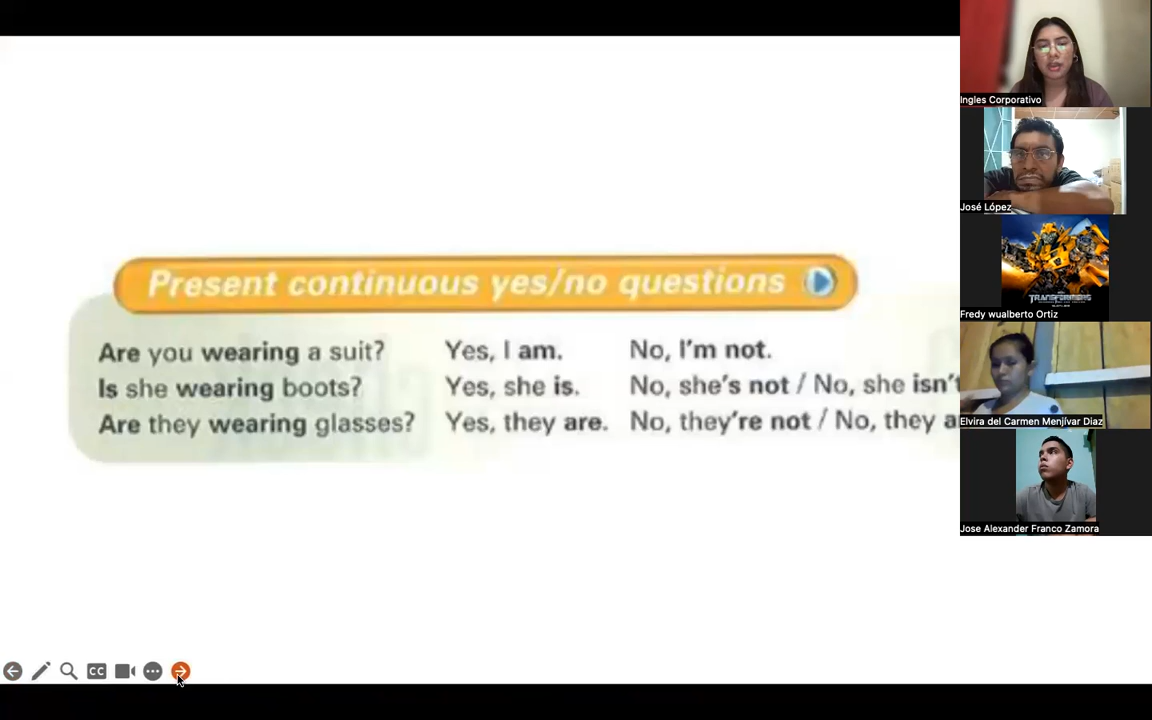 Present continuous yes/no questions
Are you wearing a suit? Yes, I am. No, I'm not.
Is she wearing boots? Yes, she is. No, she's not / No, she isn't
Are they wearing glasses? Yes, they are. No, they're not / No, they a
CC
Ingles Corporativo
José López
TRANSFORMERS
Fredy wualberto Ortiz
Elvira del Carmen Menjívar Diaz
Jose Alexander Franco Zamora